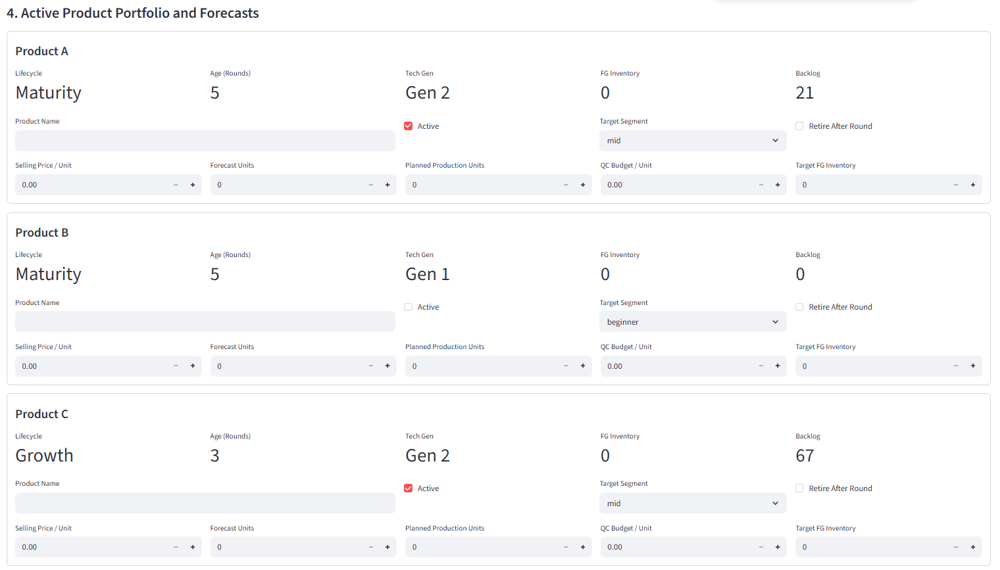 4. Active Product Portfolio and Forecasts
Product A
Lifecycle Age (Rounds) Tech Gen FG Inventory Backlog
Maturity 5 Gen 2 0 21
Product Name Active Target Segment Retire After Round
mid
Selling Price / Unit Forecast Units Planned Production Units QC Budget / Unit Target FG Inventory
0.00 − + 0 − + 0 − + 0.00 − + 0 − +
Product B
Lifecycle Age (Rounds) Tech Gen FG Inventory Backlog
Maturity 5 Gen 1 0 0
Product Name Active Target Segment Retire After Round
beginner
Selling Price / Unit Forecast Units Planned Production Units QC Budget / Unit Target FG Inventory
0.00 − + 0 − + 0 − + 0.00 − + 0 − +
Product C
Lifecycle Age (Rounds) Tech Gen FG Inventory Backlog
Growth 3 Gen 2 0 67
Product Name Active Target Segment Retire After Round
mid
Selling Price / Unit Forecast Units Planned Production Units QC Budget / Unit Target FG Inventory
0.00 − + 0 − + 0 − + 0.00 − + 0 − +